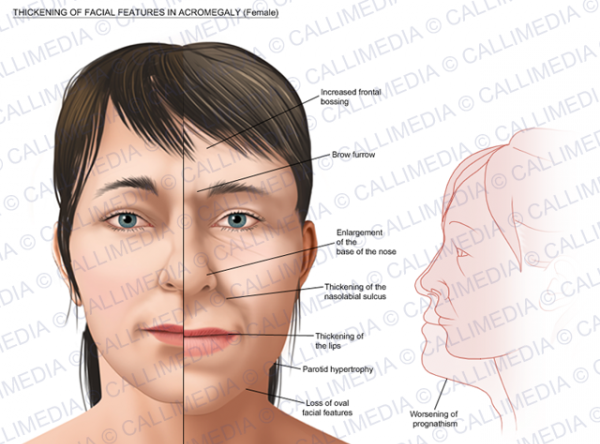 THICKENING OF FACIAL FEATURES IN ACROMEGALY (Female)
Increased frontal
bossing
Brow furrow
Enlargement
of the
base of the nose
Thickening of the
nasolabial sulcus
Thickening of
the lips
Parotid hypertrophy
Loss of oval
facial features
Worsening of
prognathism
© CALLIMEDIA © CALLIMEDIA © CALLIMEDIA